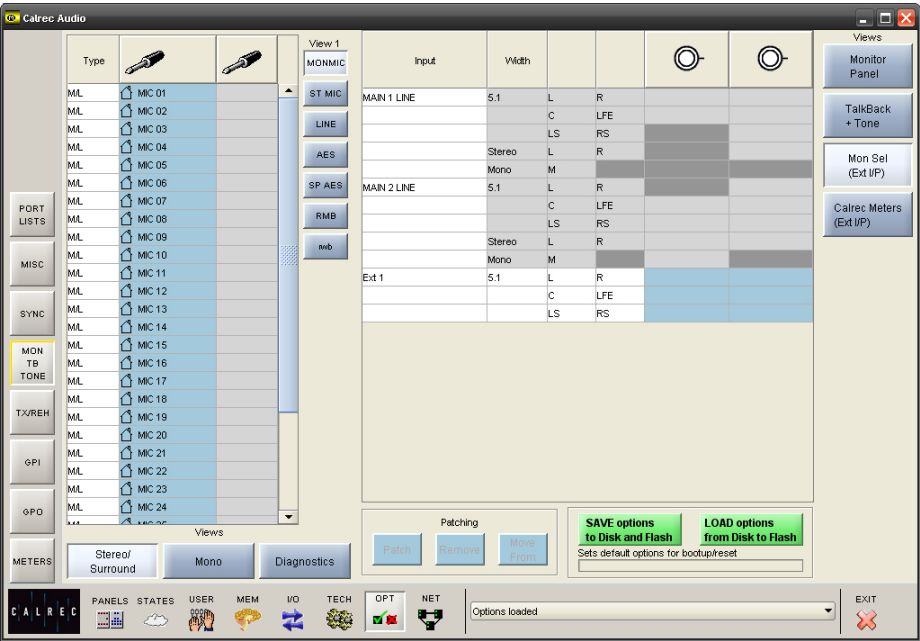 Calrec Audio
Type
M/L MIC 01
M/L MIC 02
M/L MIC 03
M/L MIC 04
M/L MIC 05
M/L MIC 06
M/L MIC 07
M/L MIC 08
M/L MIC 09
M/L MIC 10
M/L MIC 11
M/L MIC 12
M/L MIC 13
M/L MIC 14
M/L MIC 15
M/L MIC 16
M/L MIC 17
M/L MIC 18
M/L MIC 19
M/L MIC 20
M/L MIC 21
M/L MIC 22
M/L MIC 23
M/L MIC 24
View 1
MONMIC
ST MIC
LINE
AES
SP AES
RMB
rwb
Input Width
MAIN 1 LINE 5.1 L R
C LFE
LS RS
Stereo L R
Mono M
MAIN 2 LINE 5.1 L R
C LFE
LS RS
Stereo L R
Mono M
Ext 1 5.1 L R
C LFE
LS RS
Views
Monitor
Panel
TalkBack
+ Tone
Mon Sel
(Ext I/P)
Calrec Meters
(Ext I/P)
PORT
LISTS
MISC
SYNC
MON
TB
TONE
TX/REH
GPI
GPO
METERS
Views
Stereo/
Surround
Mono
Diagnostics
Patching
Patch
Remove
Move
From
SAVE options
to Disk and Flash
LOAD options
from Disk to Flash
Sets default options for bootup/reset
CALREC
PANELS STATES USER MEM I/O TECH OPT NET
Options loaded
EXIT